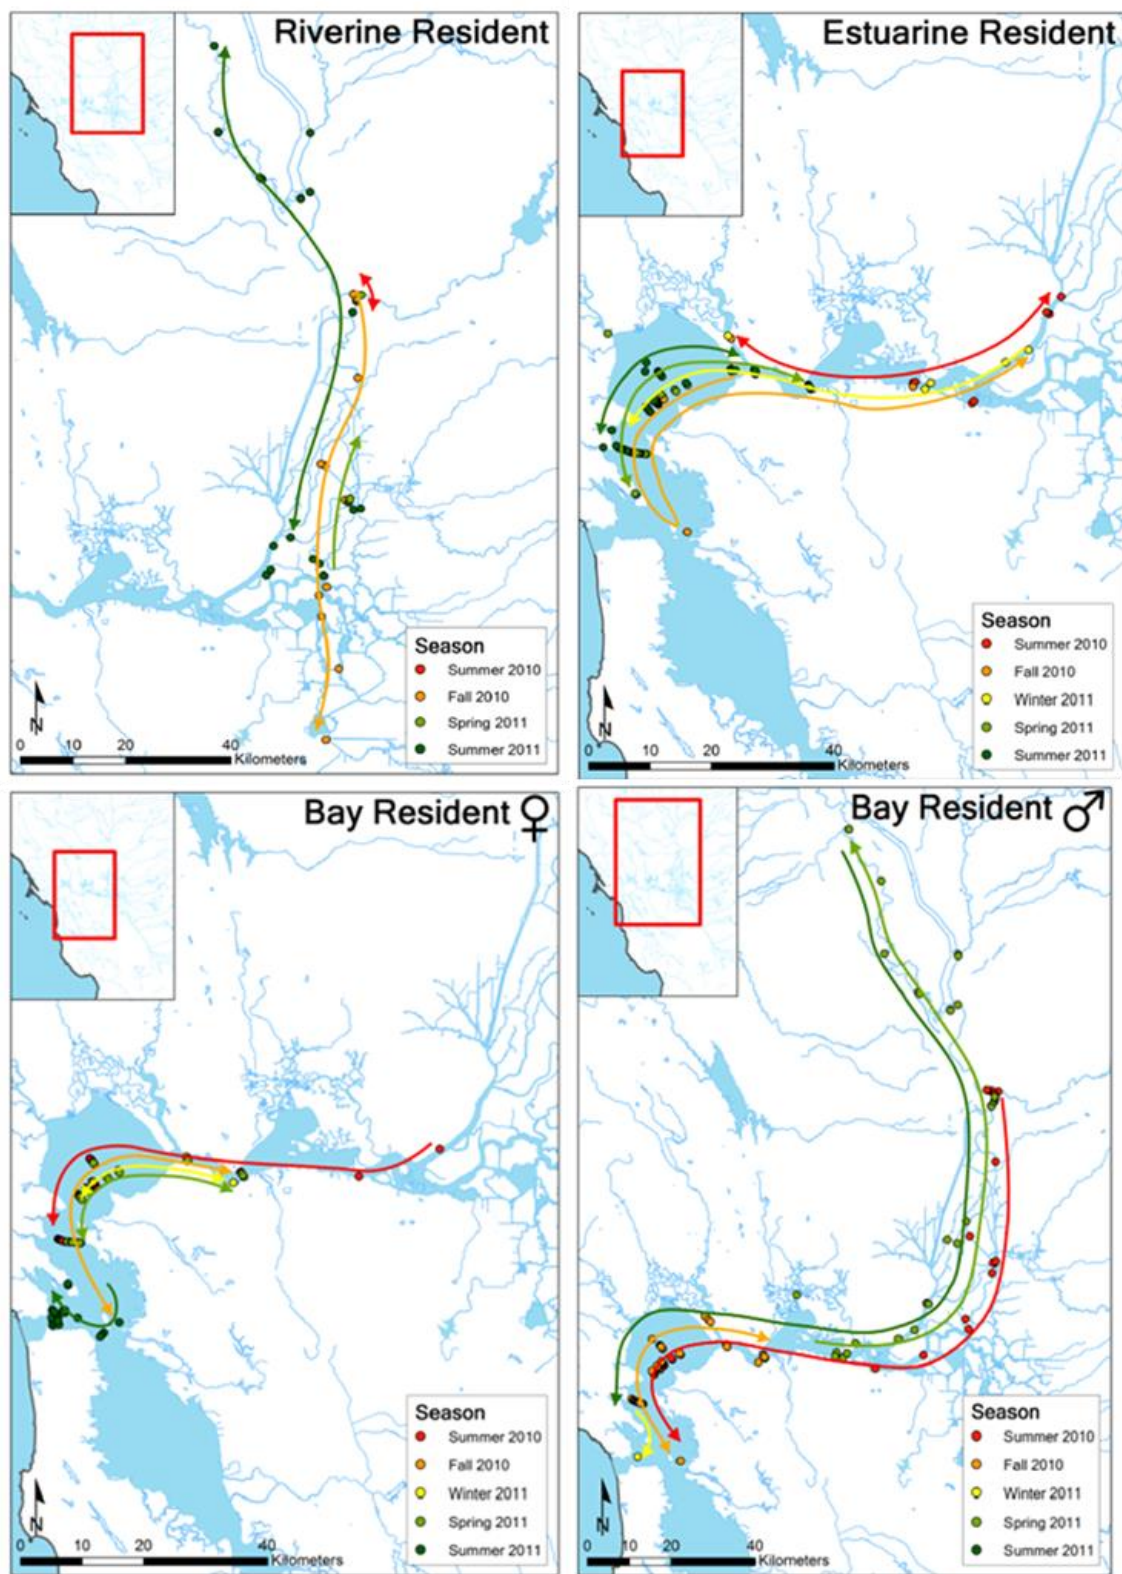 Riverine Resident
N
0 10 20 40
Kilometers
Season
Summer 2010
Fall 2010
Spring 2011
Summer 2011
Estuarine Resident
N
0 10 20 40
Kilometers
Season
Summer 2010
Fall 2010
Winter 2011
Spring 2011
Summer 2011
Bay Resident ♀
N
0 10 20 40
Kilometers
Season
Summer 2010
Fall 2010
Winter 2011
Spring 2011
Summer 2011
Bay Resident ♂
N
0 10 20 40
Kilometers
Season
Summer 2010
Fall 2010
Winter 2011
Spring 2011
Summer 2011